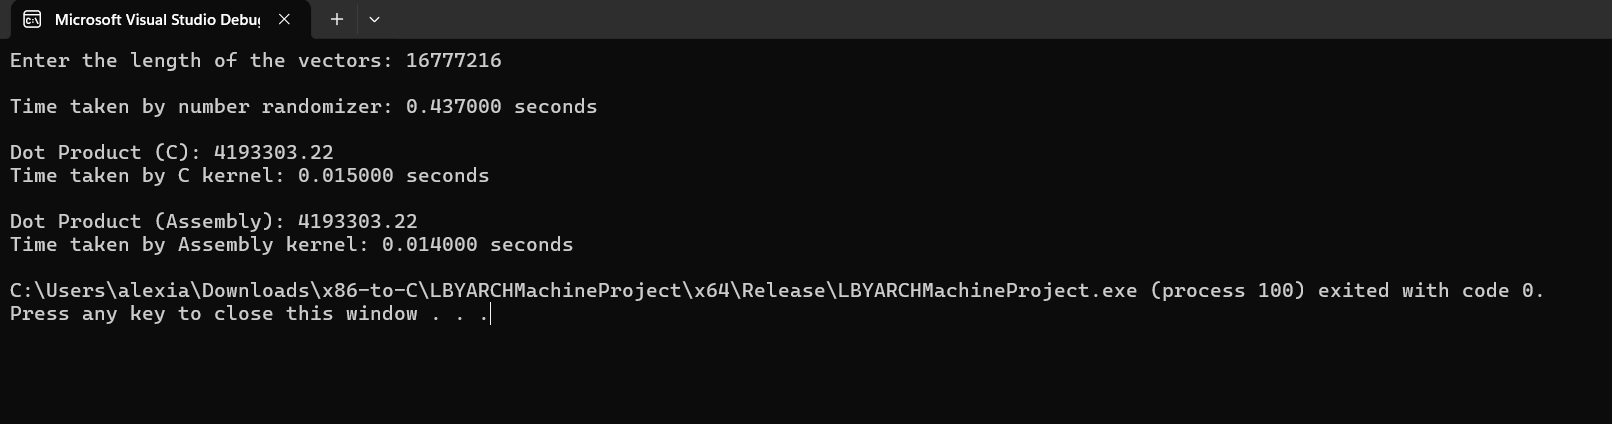 Microsoft Visual Studio Debu
Enter the length of the vectors: 16777216
Time taken by number randomizer: 0.437000 seconds
Dot Product (C): 4193303.22
Time taken by C kernel: 0.015000 seconds
Dot Product (Assembly): 4193303.22
Time taken by Assembly kernel: 0.014000 seconds
C:\Users\alexia\Downloads\x86-to-C\LBYARCHMachineProject\x64\Release\LBYARCHMachineProject.exe (process 100) exited with code 0.
Press any key to close this window . . .